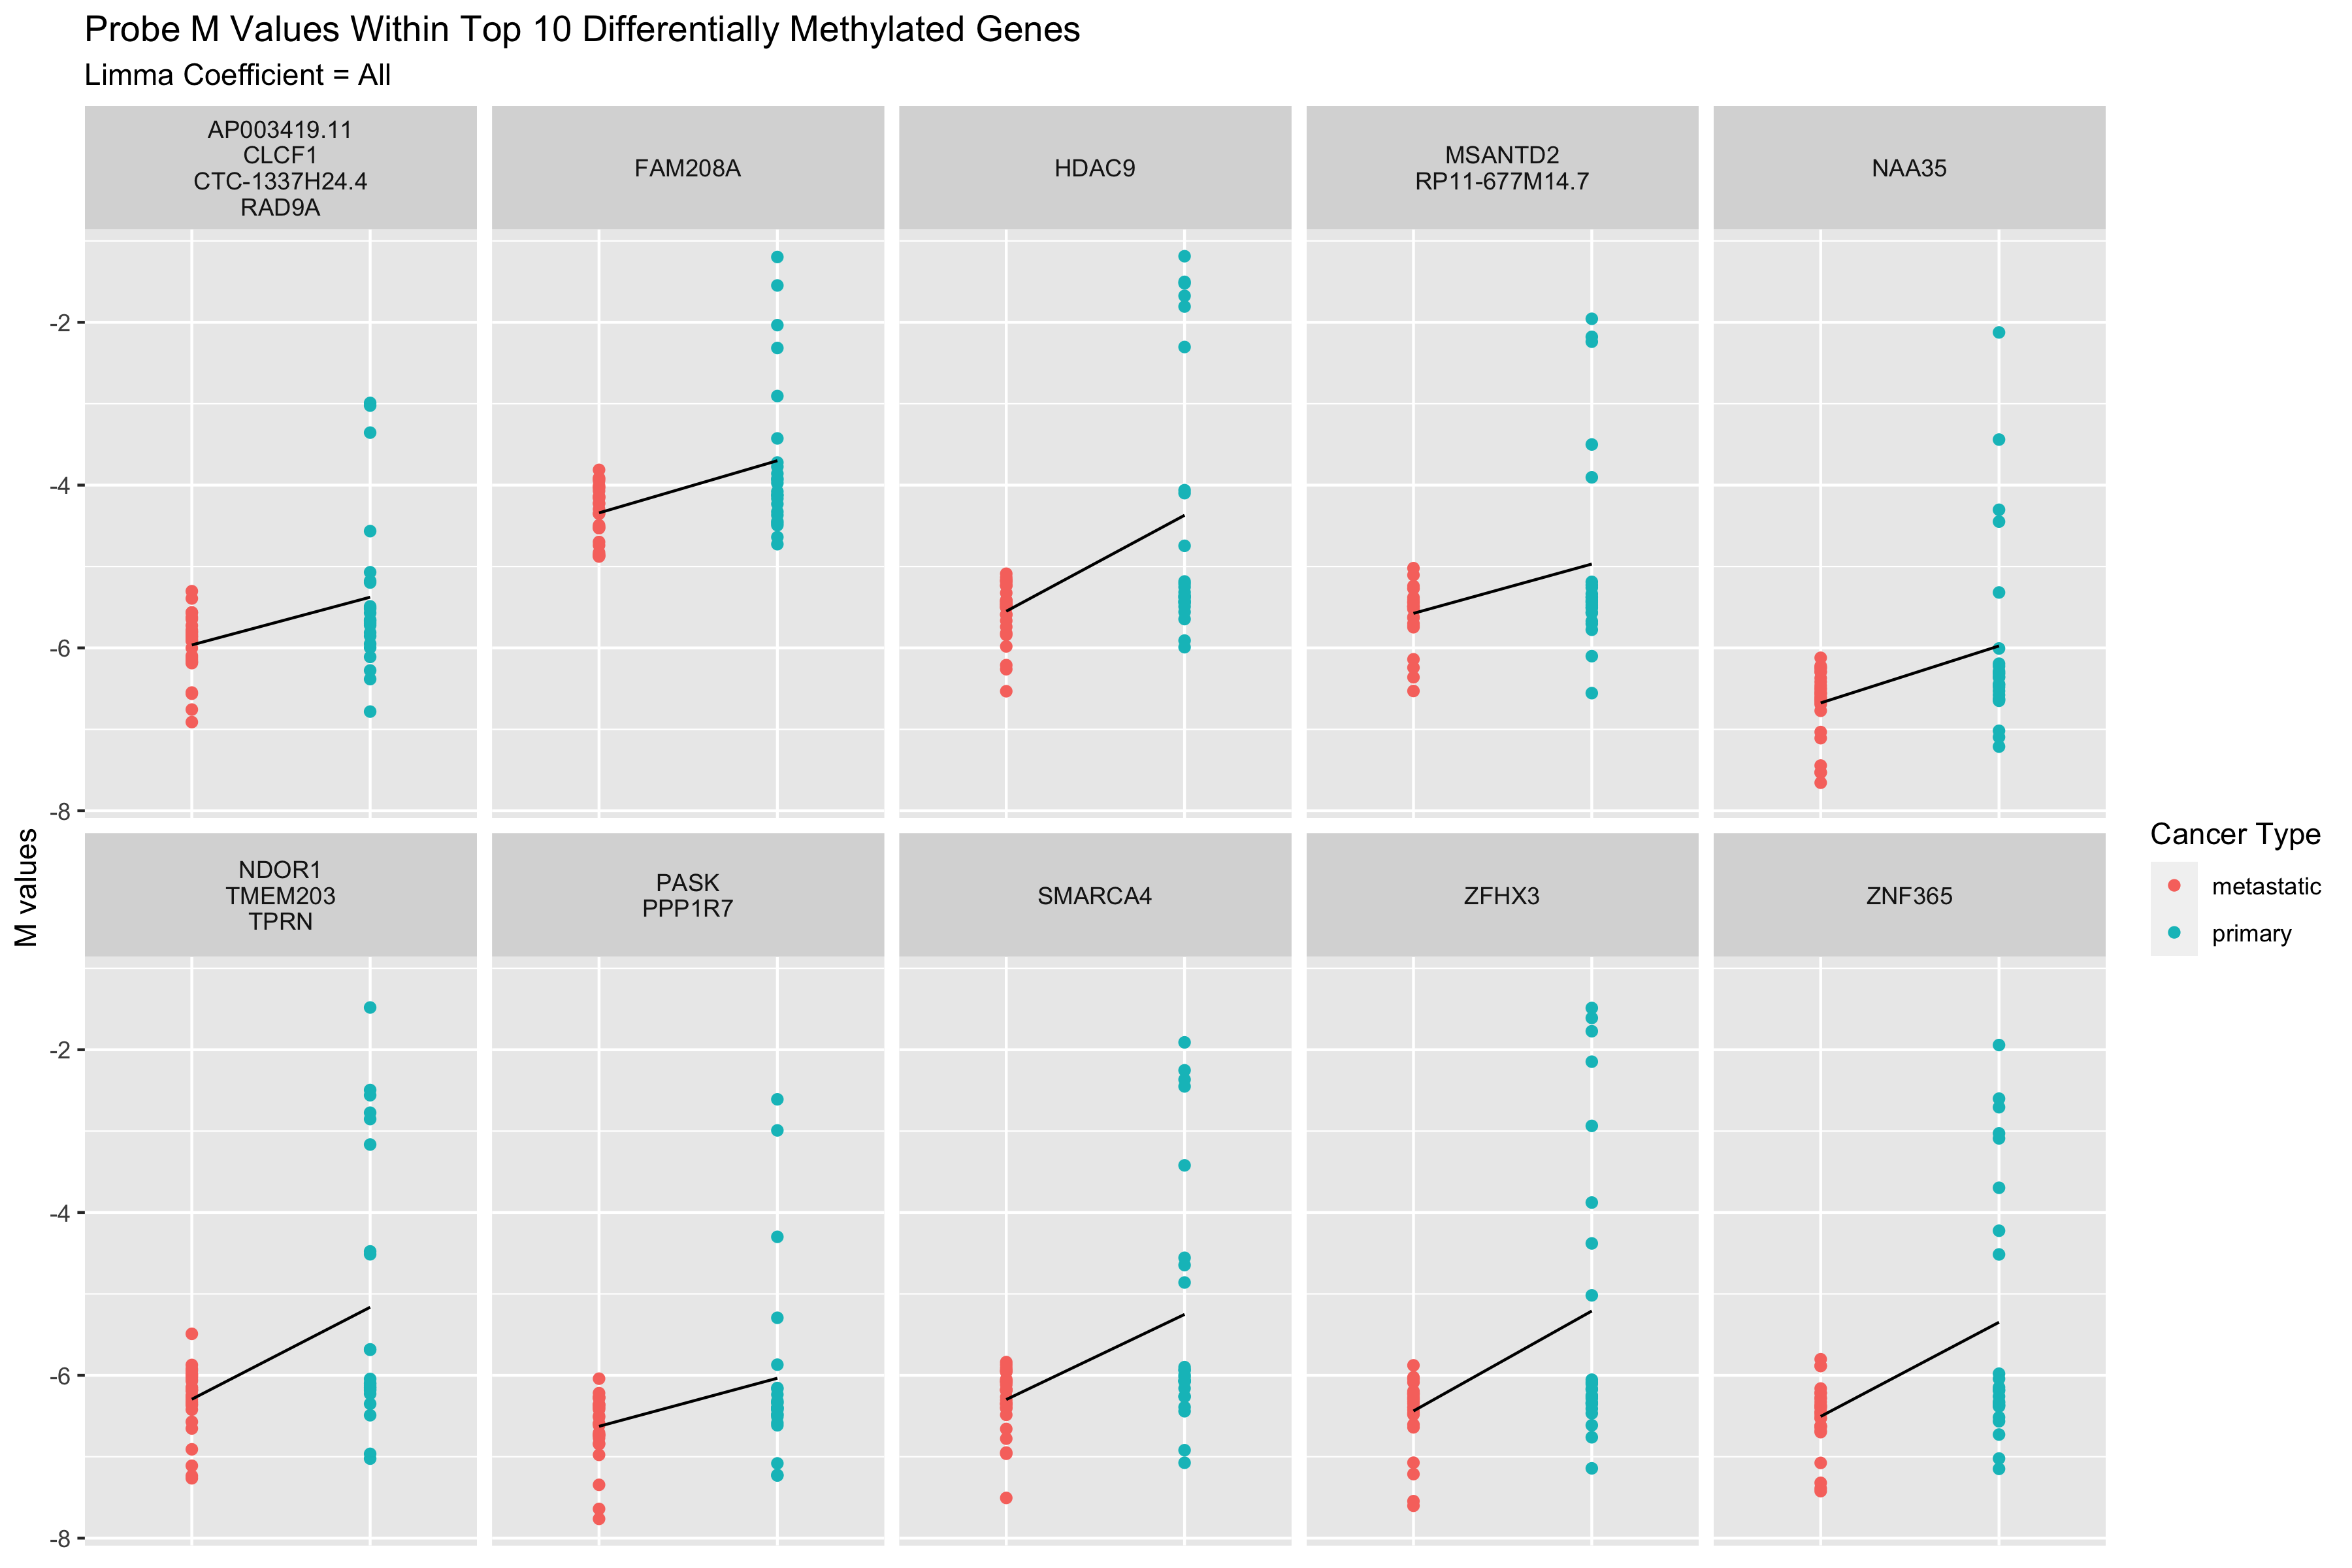 Probe M Values Within Top 10 Differentially Methylated Genes
Limma Coefficient = All
AP003419.11
CLCF1
CTC-1337H24.4
RAD9A
FAM208A
HDAC9
MSANTD2
RP11-677M14.7
NAA35
-2
-4
-6
-8
M values
NDOR1
TMEM203
TPRN
PASK
PPP1R7
SMARCA4
ZFHX3
ZNF365
-2
-4
-6
-8
Cancer Type
metastatic
primary